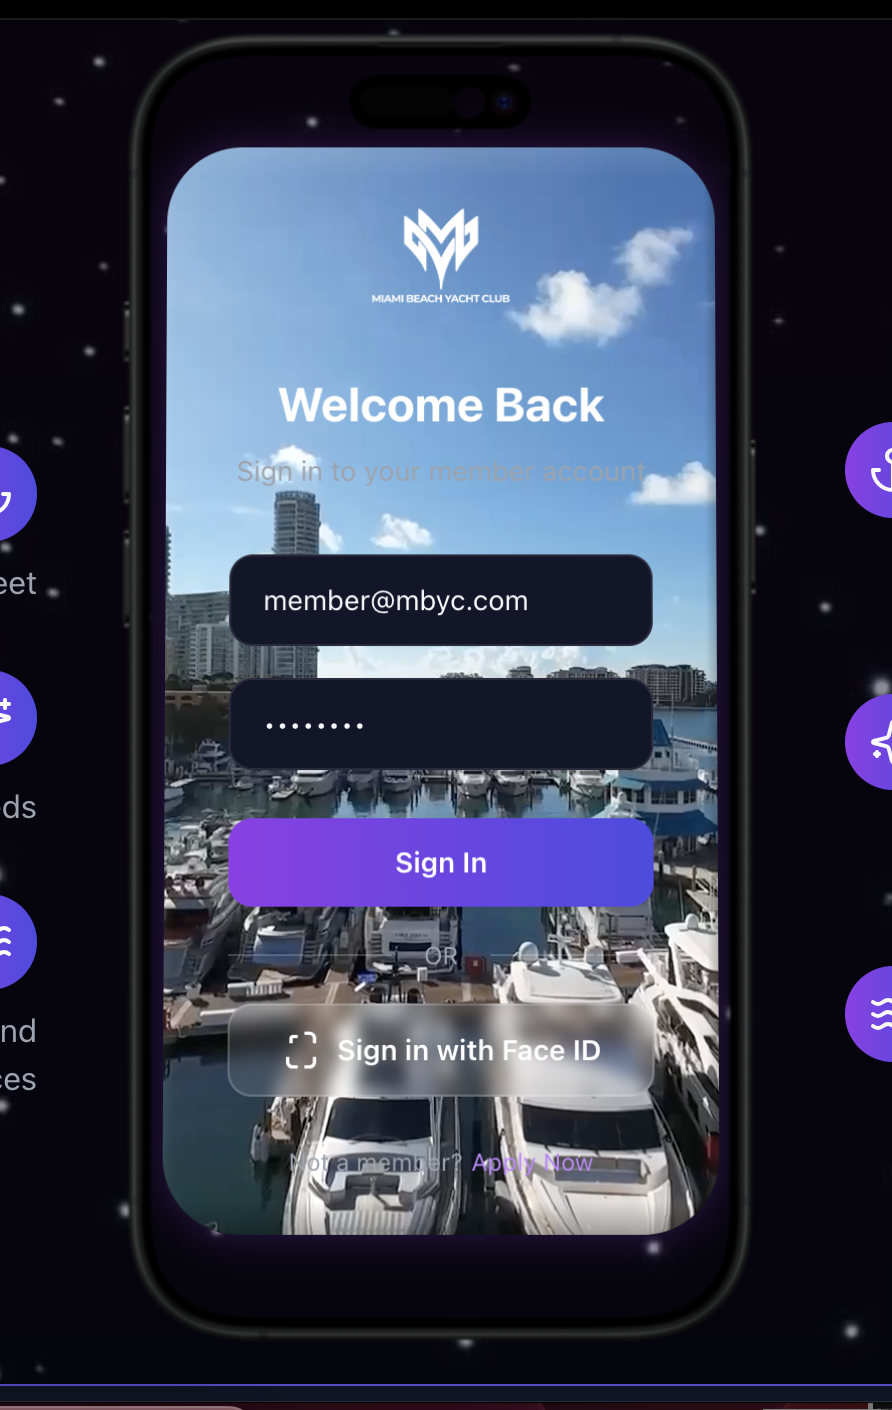 MIAMI BEACH YACHT CLUB
Welcome Back
Sign in to your member account
member@mbyc.com
••••••••
eet
Sign In
ds
OR
nd
Sign in with Face ID
ces
Not a member? Apply Now